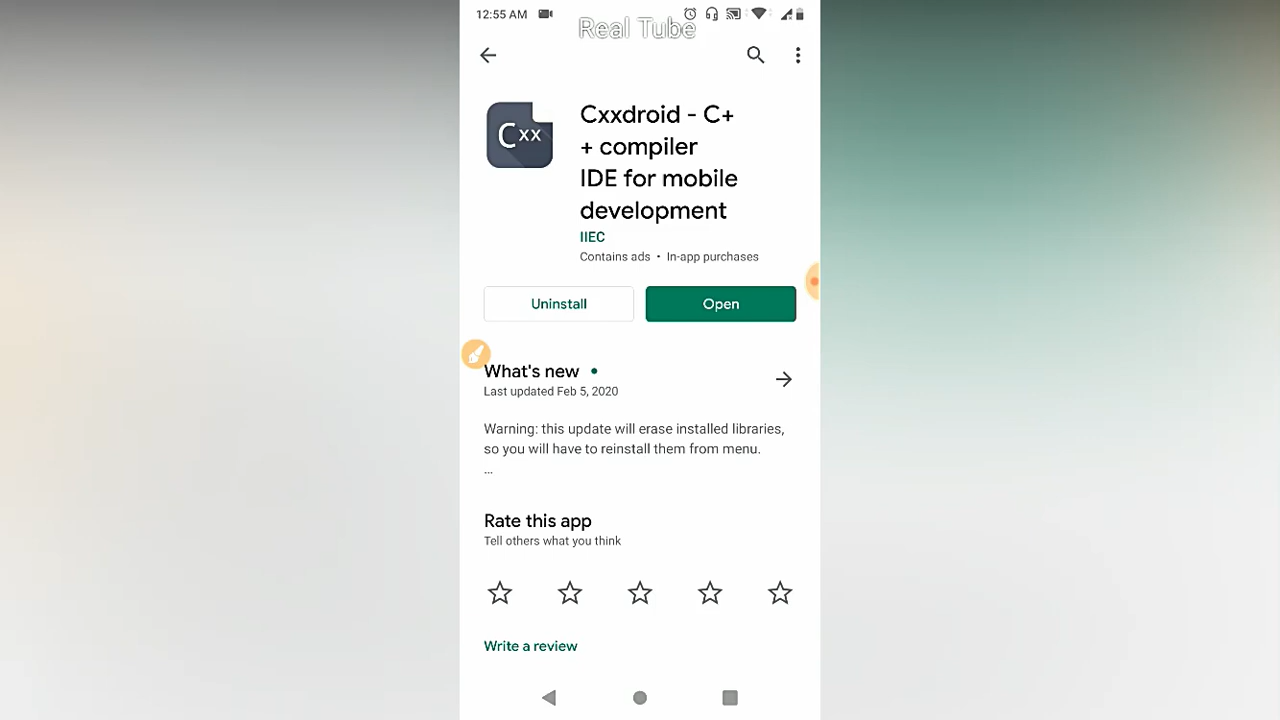 12:55 AM
Real Tube
Cxx
Cxxdroid - C+
+ compiler
IDE for mobile
development
IIEC
Contains ads • In-app purchases
Uninstall
Open
What's new
Last updated Feb 5, 2020
Warning: this update will erase installed libraries,
so you will have to reinstall them from menu.
...
Rate this app
Tell others what you think
Write a review